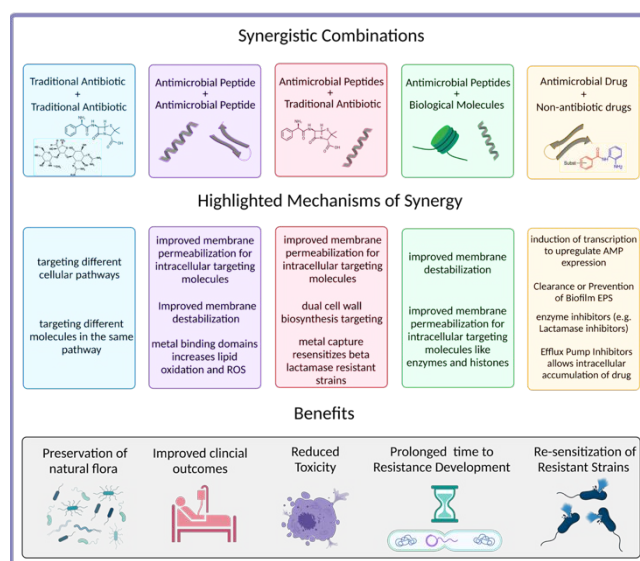 Synergistic Combinations
Traditional Antibiotic
+
Traditional Antibiotic
Antimicrobial Peptide
+
Antimicrobial Peptide
Antimicrobial Peptides
+
Traditional Antibiotic
Antimicrobial Peptides
+
Biological Molecules
Antimicrobial Drug
+
Non-antibiotic drugs
Highlighted Mechanisms of Synergy
targeting different
cellular pathways
targeting different
molecules in the same
pathway
improved membrane
permeabilization for
intracellular targeting
molecules
Improved membrane
destabilization
metal binding domains
increases lipid
oxidation and ROS
improved membrane
permeabilization for
intracellular targeting
molecules
dual cell wall
biosynthesis targeting
metal capture
resensitizes beta
lactamase resistant
strains
improved membrane
destabilization
improved membrane
permeabilization for
intracellular targeting
molecules like
enzymes and histones
induction of transcription
to upregulate AMP
expression
Clearance or Prevention
of Biofilm EPS
enzyme inhibitors (e.g.
Lactamase inhibitors)
Efflux Pump Inhibitors
allows intracellular
accumulation of drug
Benefits
Preservation of
natural flora
Improved clincial
outcomes
Reduced
Toxicity
Prolonged time to
Resistance Development
Re-sensitization of
Resistant Strains